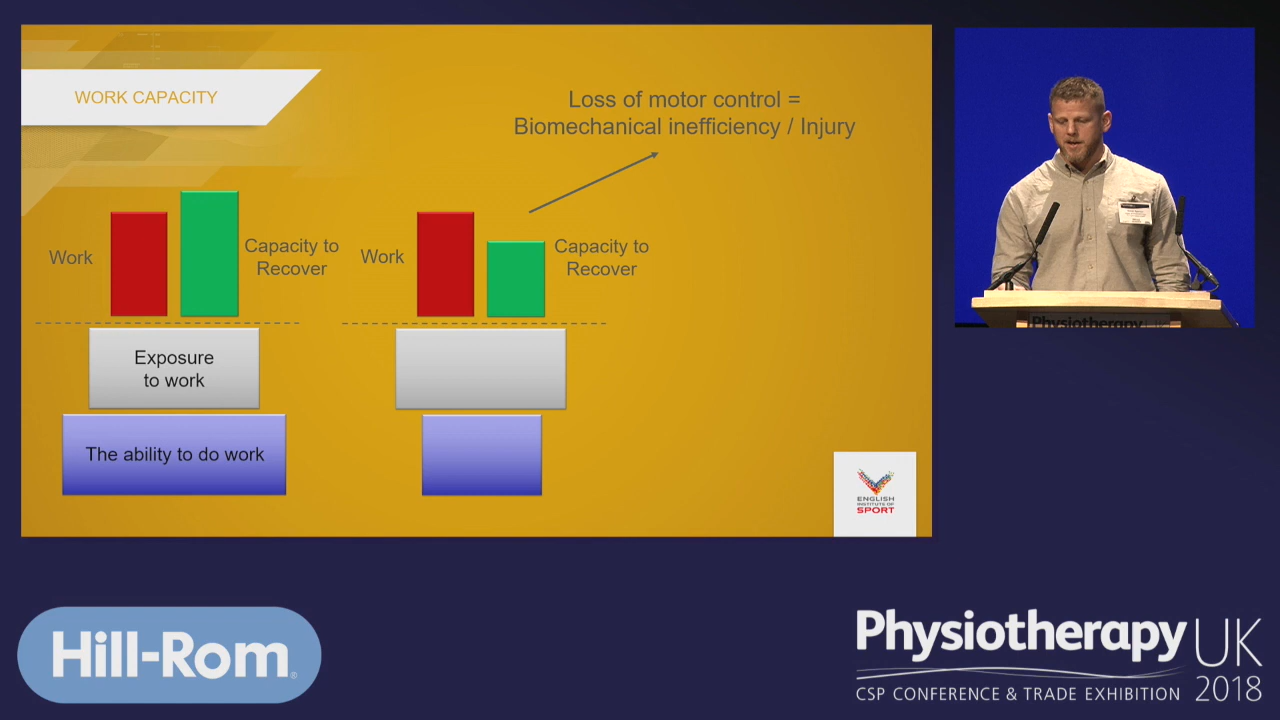 WORK CAPACITY
Loss of motor control =
Biomechanical inefficiency / Injury
Work
Capacity to
Recover
Work
Capacity to
Recover
Exposure
to work
The ability to do work
ENGLISH
INSTITUTE OF
SPORT
Physiotherapy
Hill-Rom®
Physiotherapy UK
CSP CONFERENCE & TRADE EXHIBITION 2018